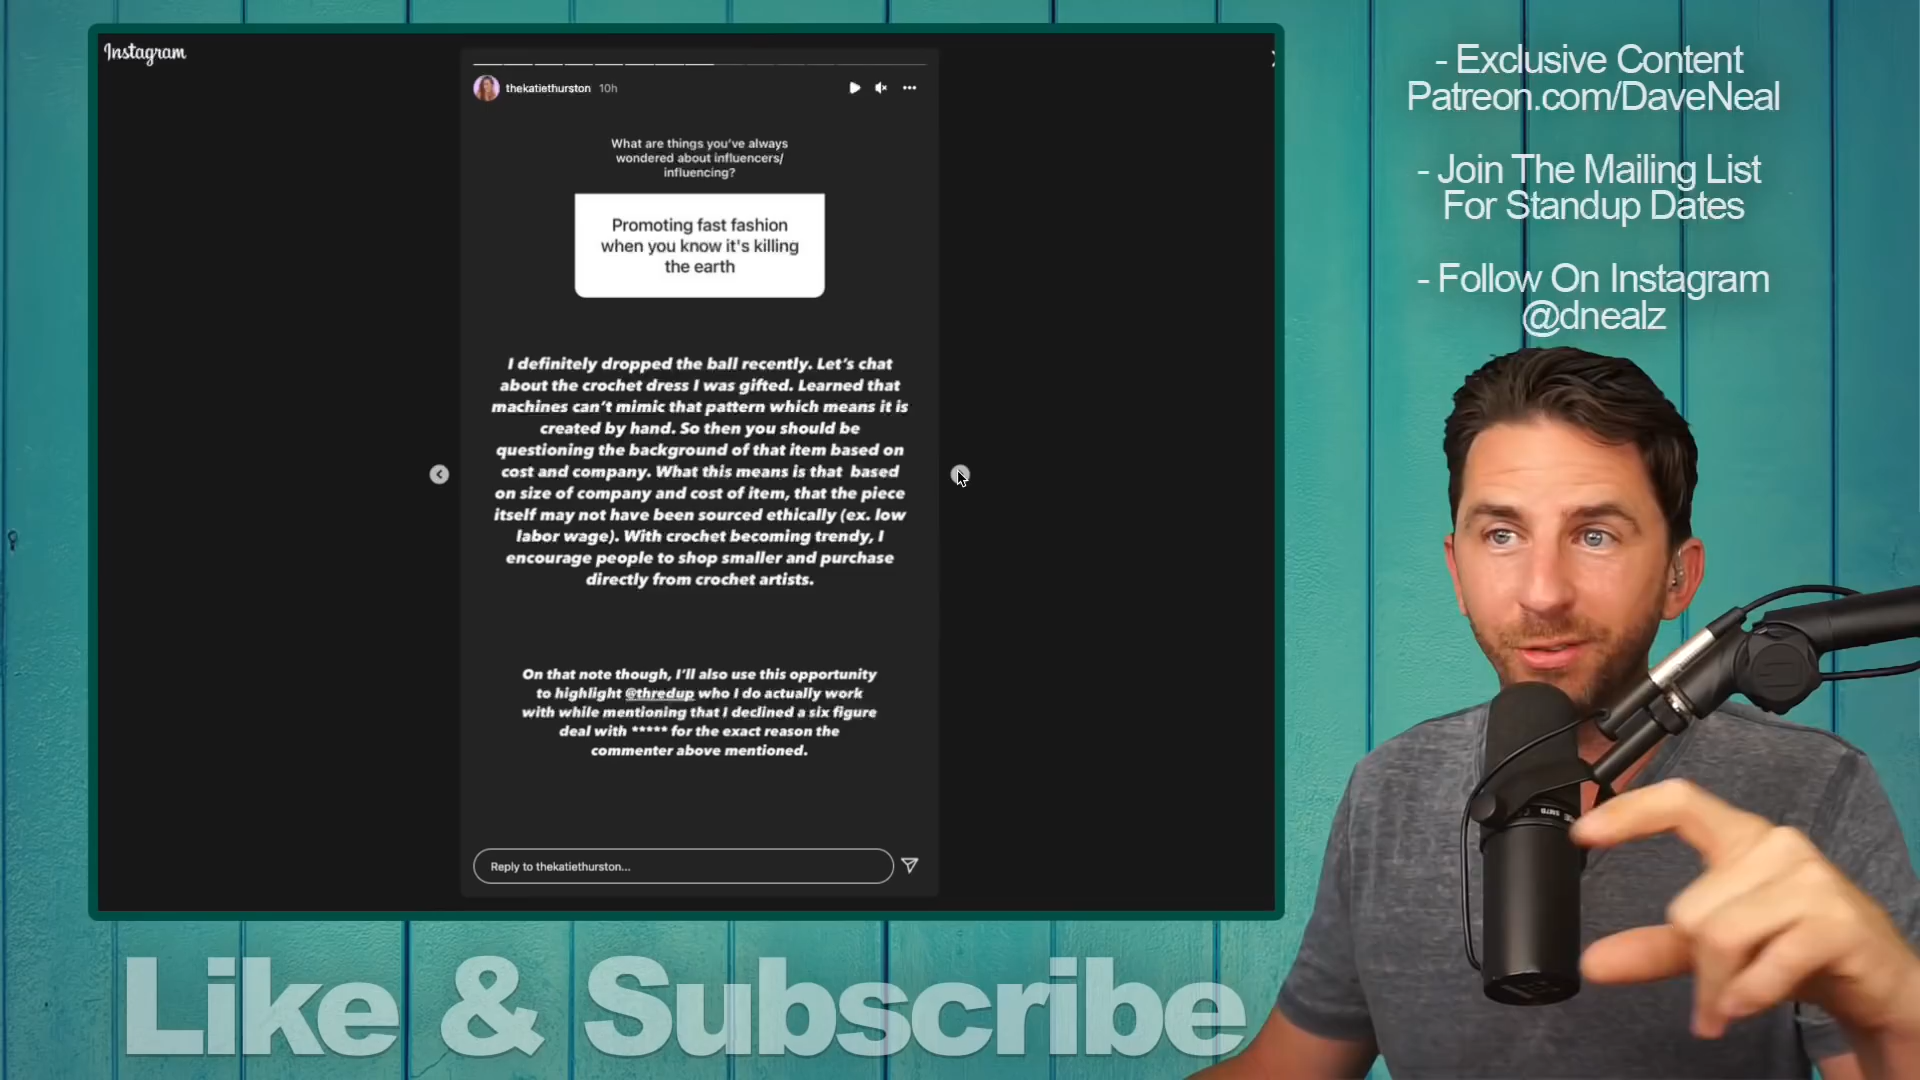 Instagram
thekatiethurston 10h
What are things you've always
wondered about influencers/
influencing?
Promoting fast fashion
when you know it's killing
the earth
I definitely dropped the ball recently. Let's chat
about the crochet dress I was gifted. Learned that
machines can't mimic that pattern which means it is
created by hand. So then you should be
questioning the background of that item based on
cost and company. What this means is that based
on size of company and cost of item, that the piece
itself may not have been sourced ethically (ex. low
labor wage). With crochet becoming trendy, I
encourage people to shop smaller and purchase
directly from crochet artists.
On that note though, I'll also use this opportunity
to highlight @thredup who I do actually work
with while mentioning that I declined a six figure
deal with ***** for the exact reason the
commenter above mentioned.
Reply to thekatiethurston...
- Exclusive Content
Patreon.com/DaveNeal
- Join The Mailing List
For Standup Dates
- Follow On Instagram
@dnealz
Like & Subscribe